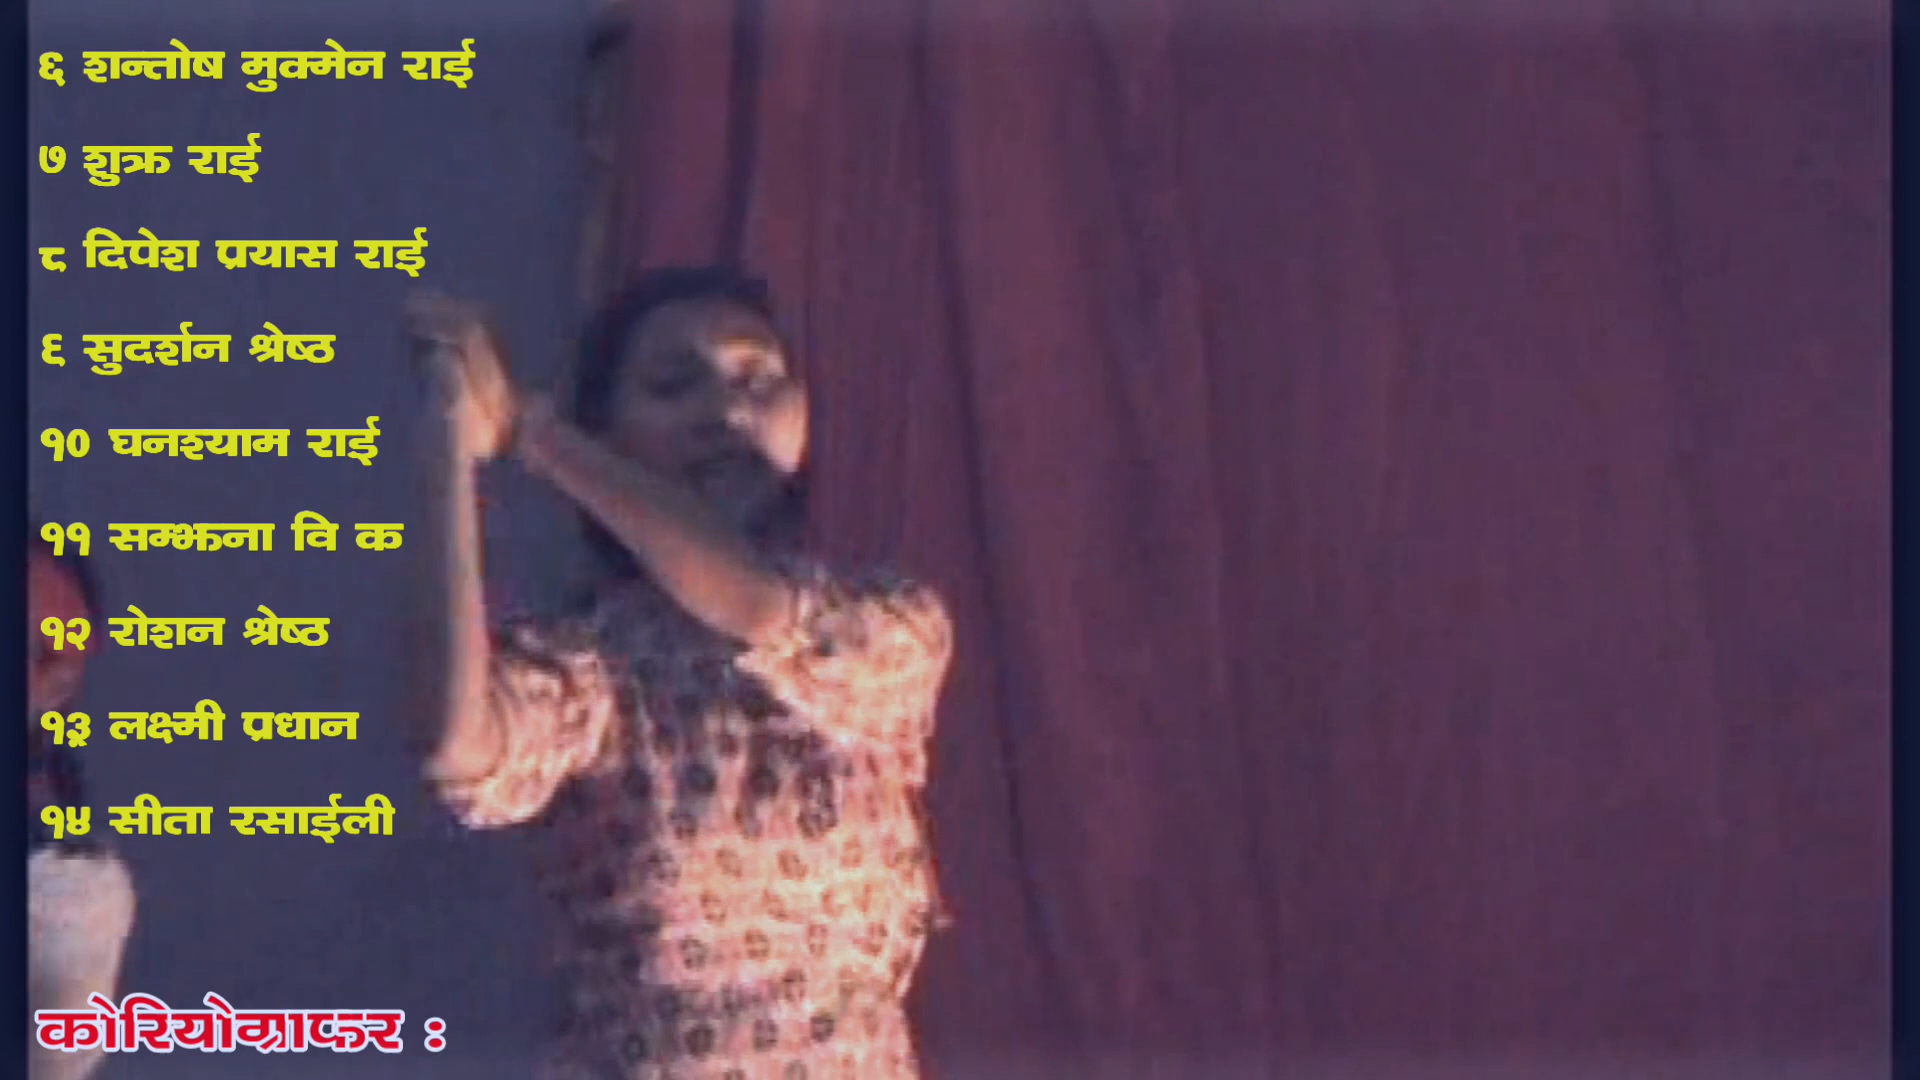 ६ शन्तोष मुक्मेन राई
७ शुक्र राई
८ दिपेश प्रयास राई
९ सुदर्शन श्रेष्ठ
१० घनश्याम राई
११ सम्झना वि क
१२ रोशन श्रेष्ठ
१३ लक्ष्मी प्रधान
१४ सीता रसाईली
कोरियोग्राफर :